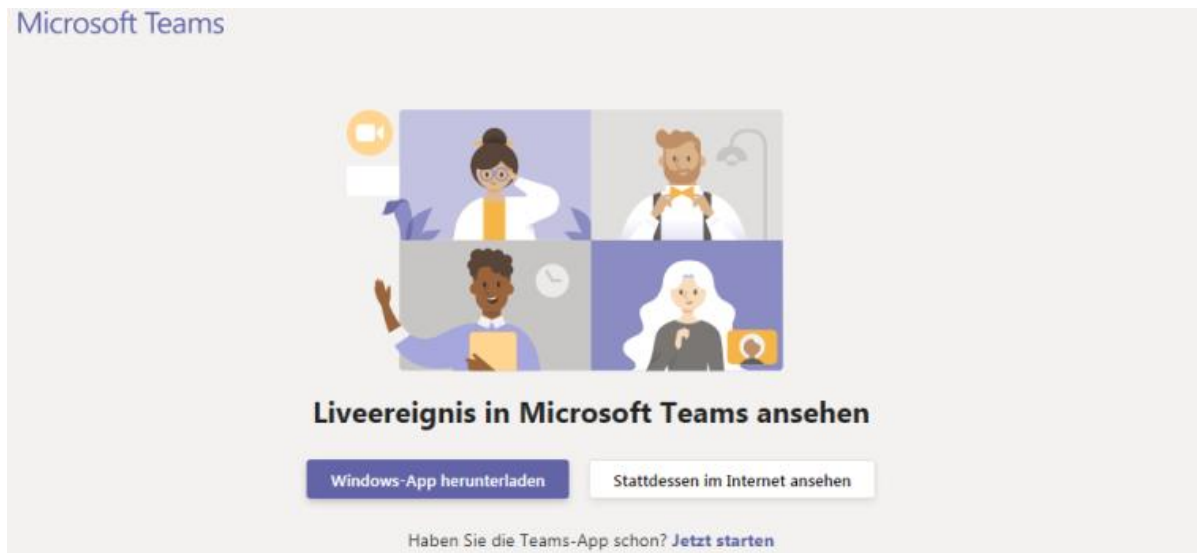 Microsoft Teams
Liveereignis in Microsoft Teams ansehen
Windows-App herunterladen
Stattdessen im Internet ansehen
Haben Sie die Teams-App schon? Jetzt starten